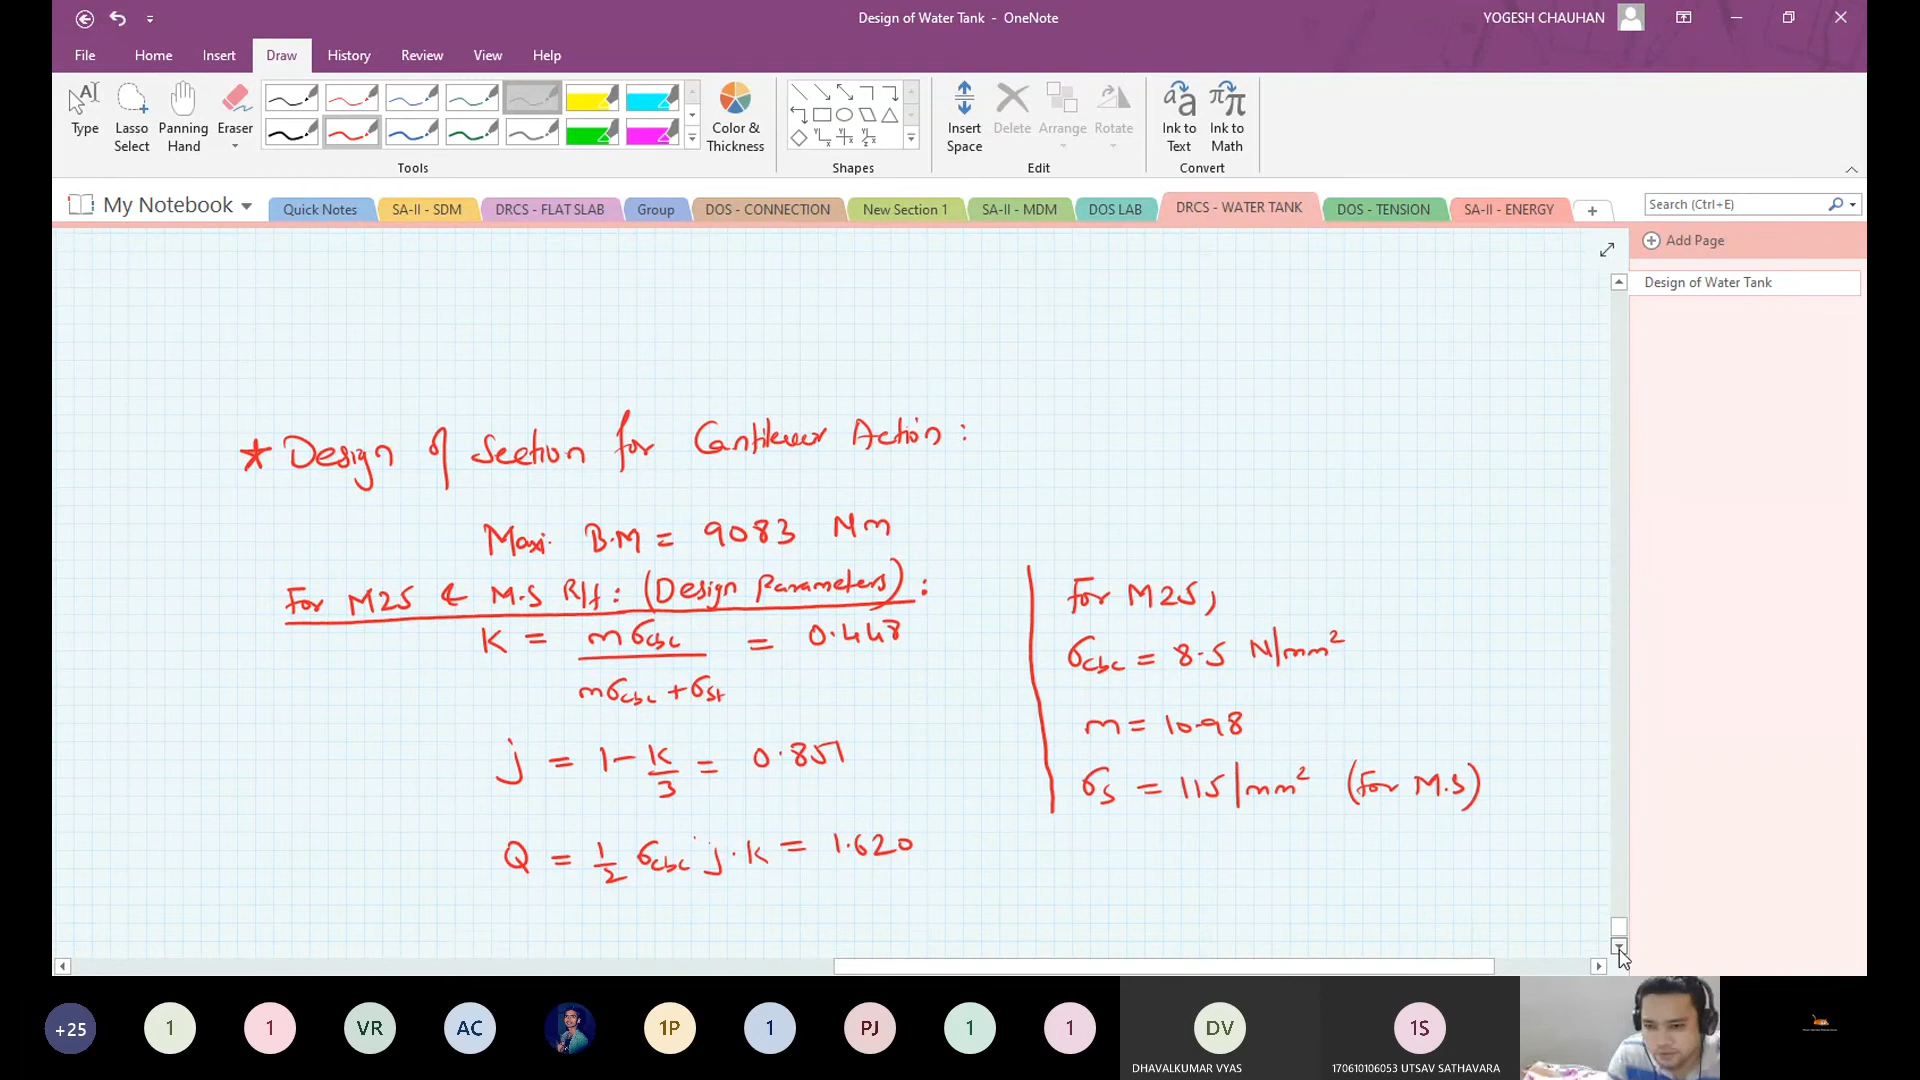 Design of Water Tank - OneNote
YOGESH CHAUHAN
File Home Insert Draw History Review View Help
Type
Lasso Select
Panning Hand
Eraser
Color & Thickness
Insert Space
Delete
Arrange
Rotate
Ink to Text
Ink to Math
Tools
Shapes
Edit
Convert
My Notebook
Quick Notes
SA-II - SDM
DRCS - FLAT SLAB
Group
DOS - CONNECTION
New Section 1
SA-II - MDM
DOS LAB
DRCS - WATER TANK
DOS - TENSION
SA-II - ENERGY
Search (Ctrl+E)
Add Page
Design of Water Tank
★ Design of Section for Cantilever Action :
Maxi. B.M = 9083 Nm
For M25 & M.S R/f : (Design Parameters) :
K = mσcbc / mσcbc + σst = 0.448
j = 1 - K/3 = 0.851
Q = 1/2 σcbc j · K = 1.620
For M25,
σcbc = 8.5 N/mm²
m = 10.98
σs = 115/mm² (For M.S)
+25
1
1
VR
AC
1P
1
PJ
1
1
DV
DHAVALKUMAR VYAS
1S
170610106053 UTSAV SATHAVARA